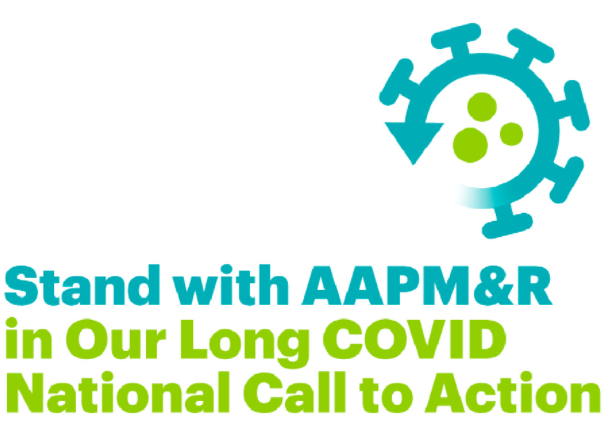 Stand with AAPM&R
in Our Long COVID
National Call to Action